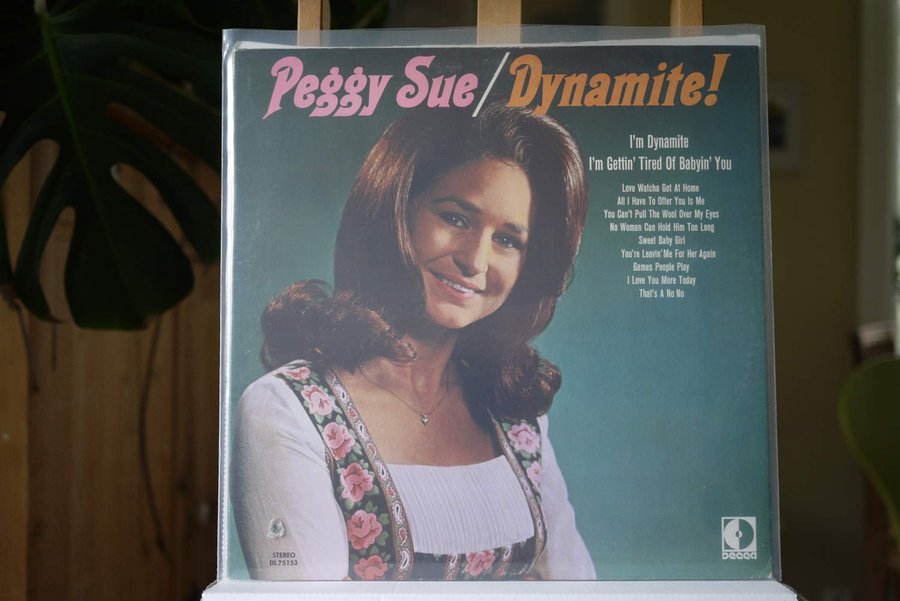 Peggy Sue/Dynamite!
I'm Dynamite
I'm Gettin' Tired Of Babyin' You
Love Watcha Got At Home
All I Have To Offer You Is Me
You Can't Pull The Wool Over My Eyes
No Woman Can Hold Him Too Long
Sweet Baby Girl
You're Leavin' Me For Her Again
Games People Play
I Love You More Today
That's A No No
STEREO
DL75153
DECCA